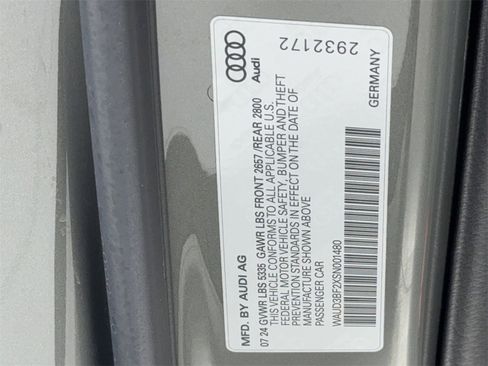 MFD. BY AUDI AG
07 24 GVWR LBS 5335 GAWR LBS FRONT 2657 /REAR 2800
THIS VEHICLE CONFORMS TO ALL APPLICABLE U.S.
FEDERAL MOTOR VEHICLE SAFETY, BUMPER AND THEFT
PREVENTION STANDARDS IN EFFECT ON THE DATE OF
MANUFACTURE SHOWN ABOVE
PASSENGER CAR
WAUD3BF2XSN001480
Audi
2932172
GERMANY